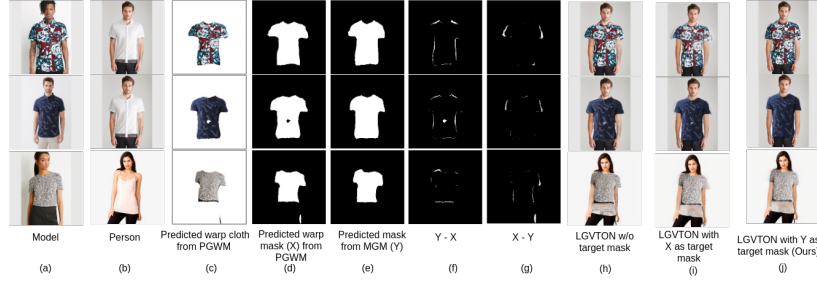 Model
(a)
Person
(b)
Predicted warp cloth
from PGWM
(c)
Predicted warp
mask (X) from
PGWM
(d)
Predicted mask
from MGM (Y)
(e)
Y - X
(f)
X - Y
(g)
LGVTON w/o
target mask
(h)
LGVTON with
X as target
mask
(i)
LGVTON with Y as
target mask (Ours)
(j)